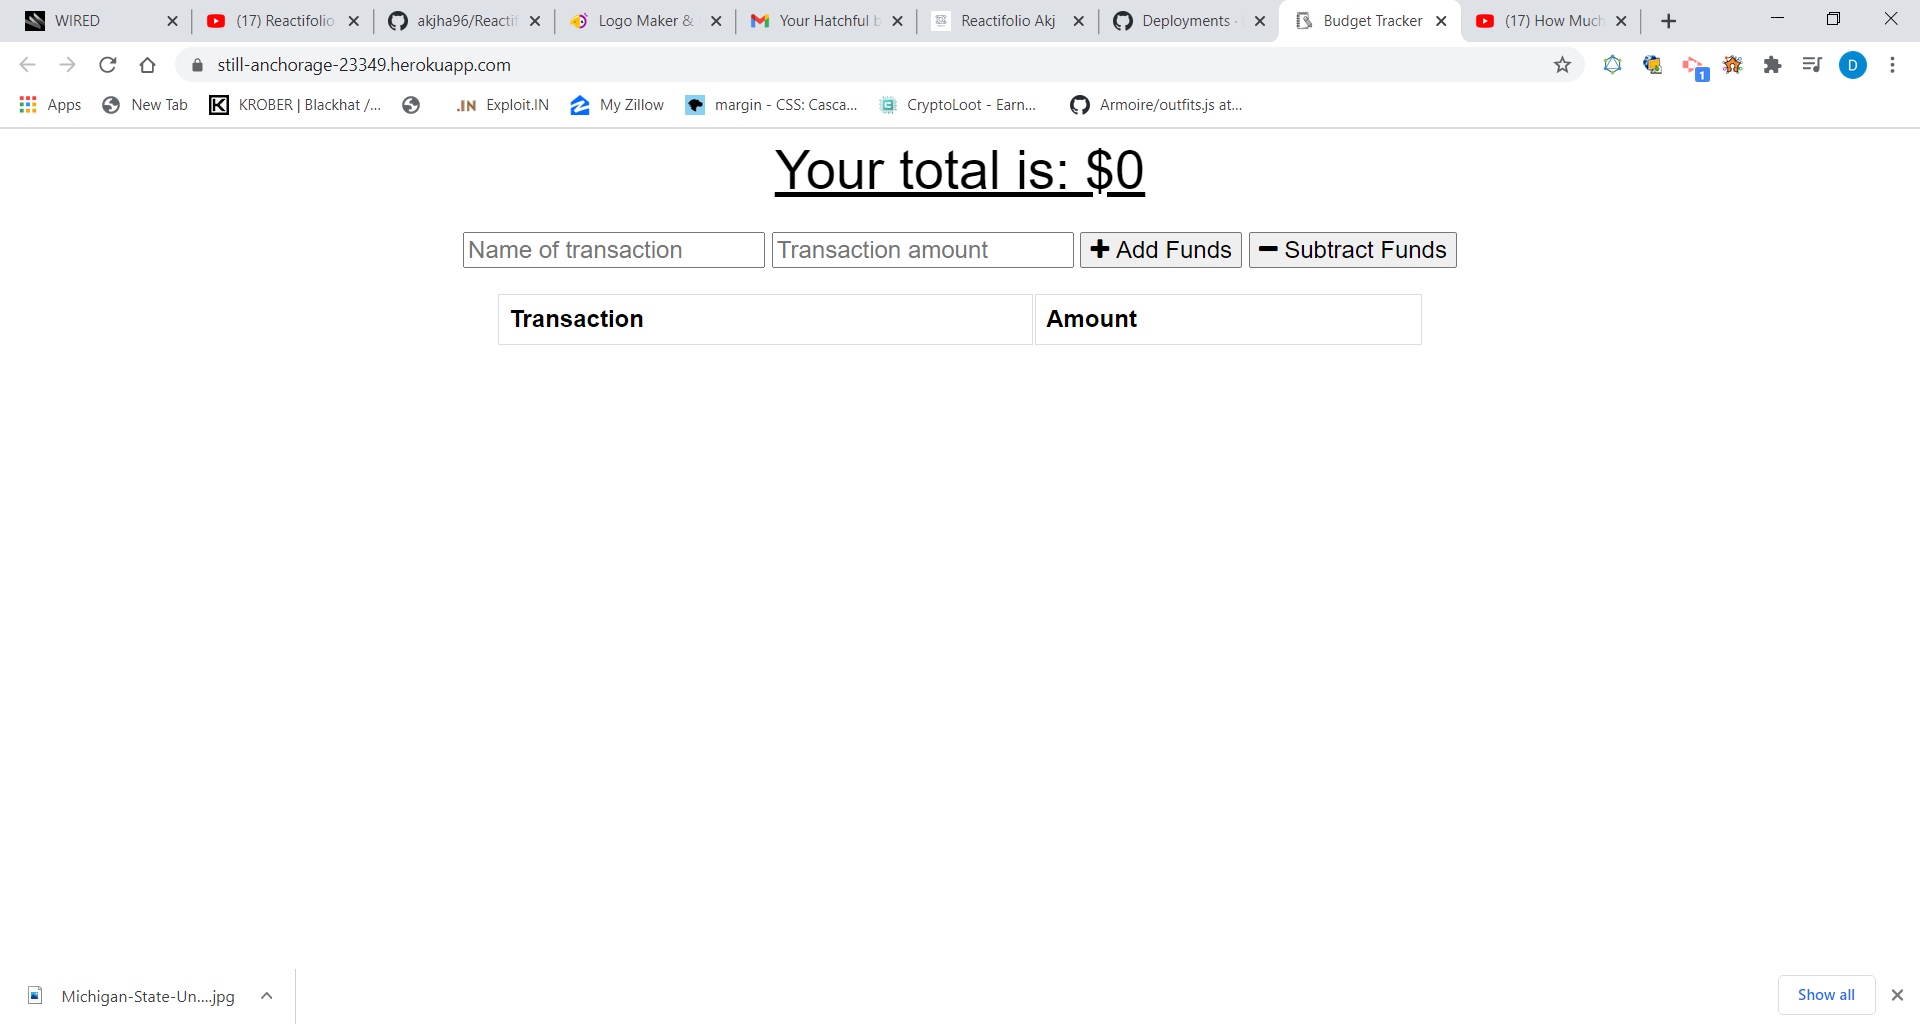 WIRED
(17) Reactifolio
akjha96/Reactif
Logo Maker &
Your Hatchful b
Reactifolio Akj
Deployments ·
Budget Tracker
(17) How Much
still-anchorage-23349.herokuapp.com
1
D
Apps
New Tab
KROBER | Blackhat /...
.IN Exploit.IN
My Zillow
margin - CSS: Casca...
CryptoLoot - Earn...
Armoire/outfits.js at...
Your total is: $0
Name of transaction
Transaction amount
Add Funds
Subtract Funds
Transaction
Amount
Michigan-State-Un....jpg
Show all